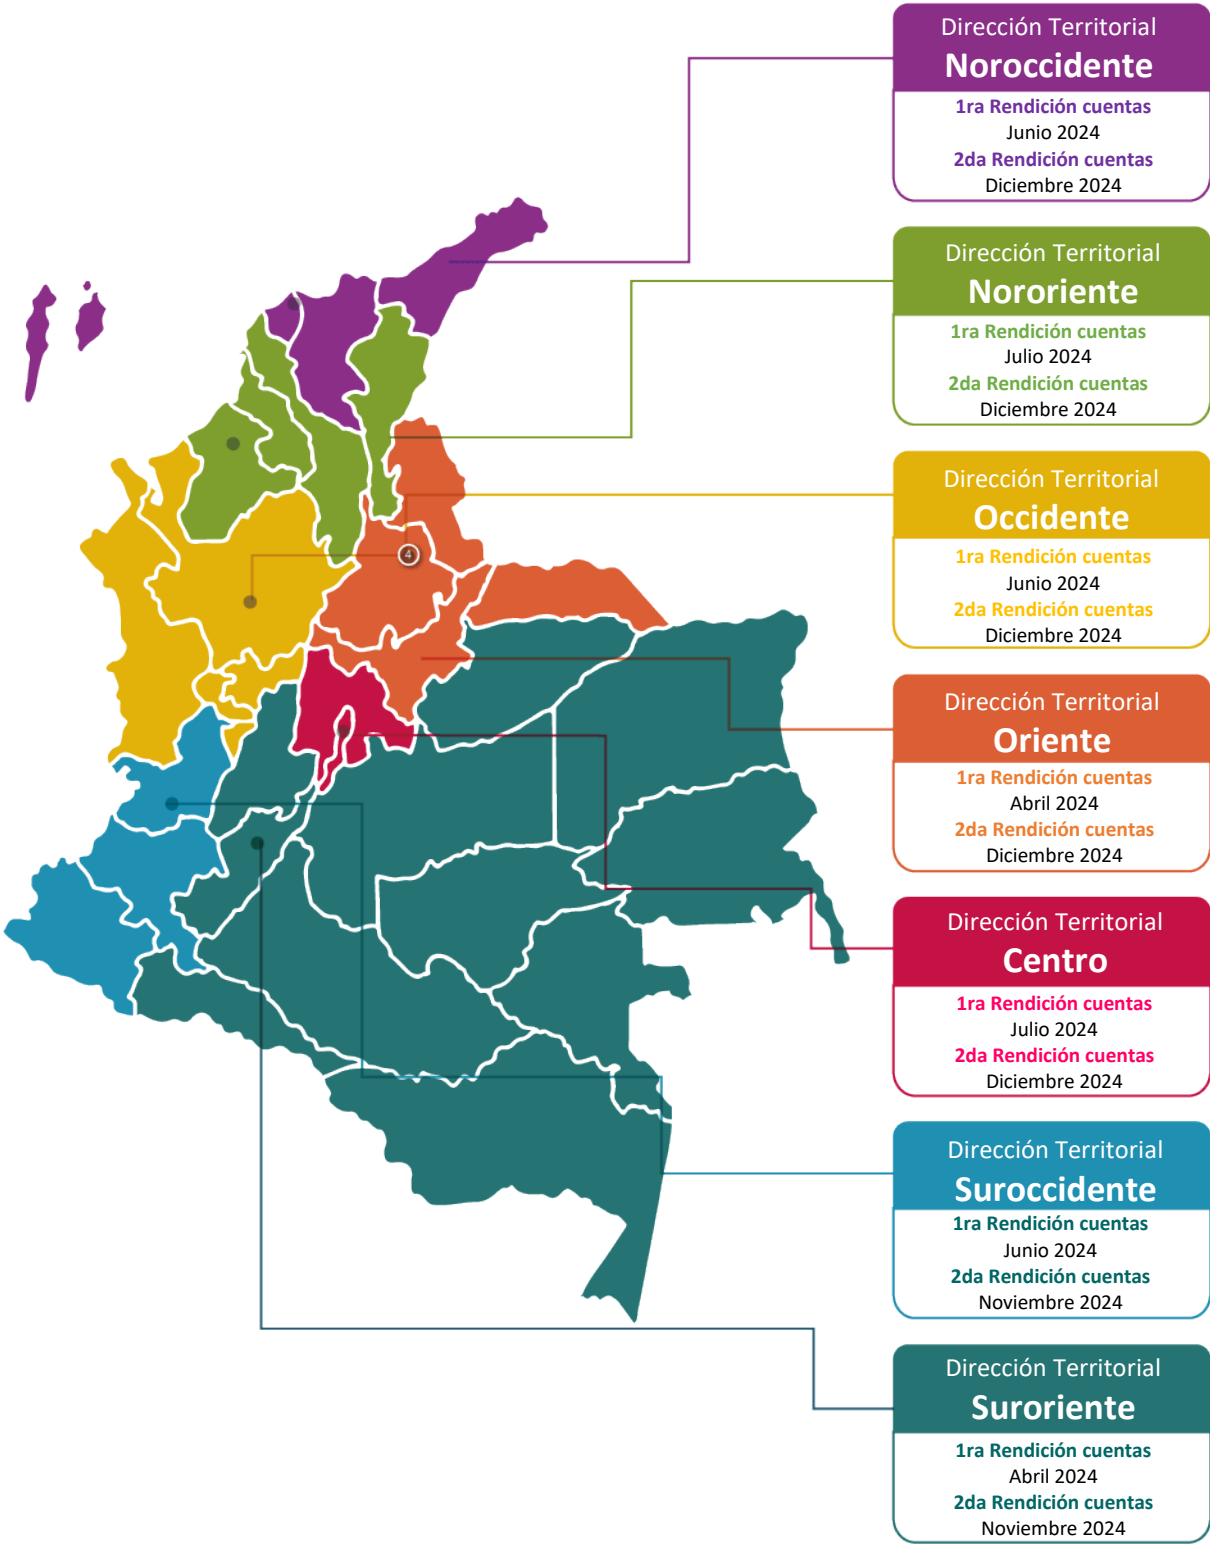 Dirección Territorial
Noroccidente
1ra Rendición cuentas
Junio 2024
2da Rendición cuentas
Diciembre 2024
Dirección Territorial
Nororiente
1ra Rendición cuentas
Julio 2024
2da Rendición cuentas
Diciembre 2024
Dirección Territorial
Occidente
1ra Rendición cuentas
Junio 2024
2da Rendición cuentas
Diciembre 2024
4
Dirección Territorial
Oriente
1ra Rendición cuentas
Abril 2024
2da Rendición cuentas
Diciembre 2024
Dirección Territorial
Centro
1ra Rendición cuentas
Julio 2024
2da Rendición cuentas
Diciembre 2024
Dirección Territorial
Suroccidente
1ra Rendición cuentas
Junio 2024
2da Rendición cuentas
Noviembre 2024
Dirección Territorial
Suroriente
1ra Rendición cuentas
Abril 2024
2da Rendición cuentas
Noviembre 2024